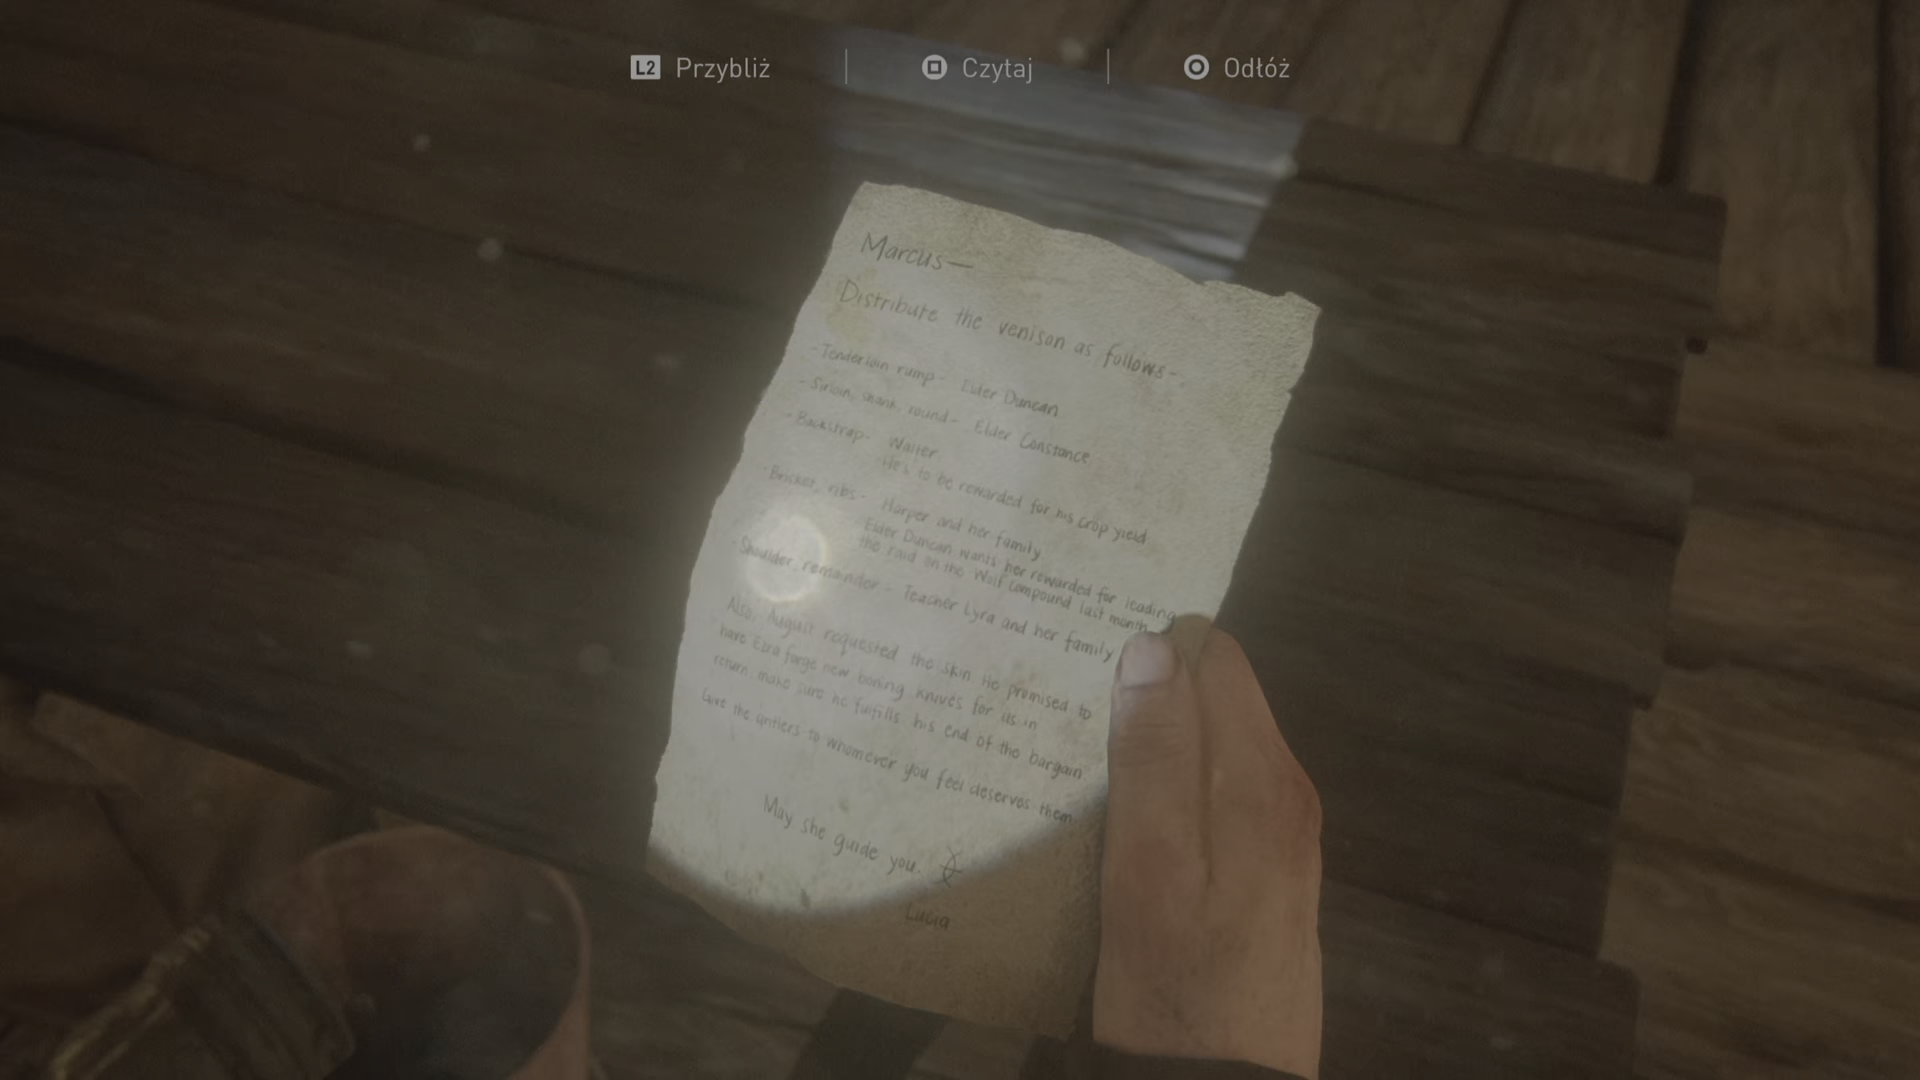 L2 Przybliż
Czytaj
Odłóż
Marcus—
Distribute the venison as follows-
-Tenderloin rump- Elder Duncan
-Sirloin, shank, round- Elder Constance
-Backstrap- Walter
He's to be rewarded for his crop yield.
-Brisket, ribs- Harper and her family
Elder Duncan wants her rewarded for leading
the raid on the Wolf compound last month.
-Shoulder, remainder- Teacher Lyra and her family
Also, August requested the skin. He promised to
have Ezra forge new boning knives for us in
return. make sure he fulfills his end of the bargain
Give the antlers to whomever you feel deserves them.
May she guide you.
Lucia